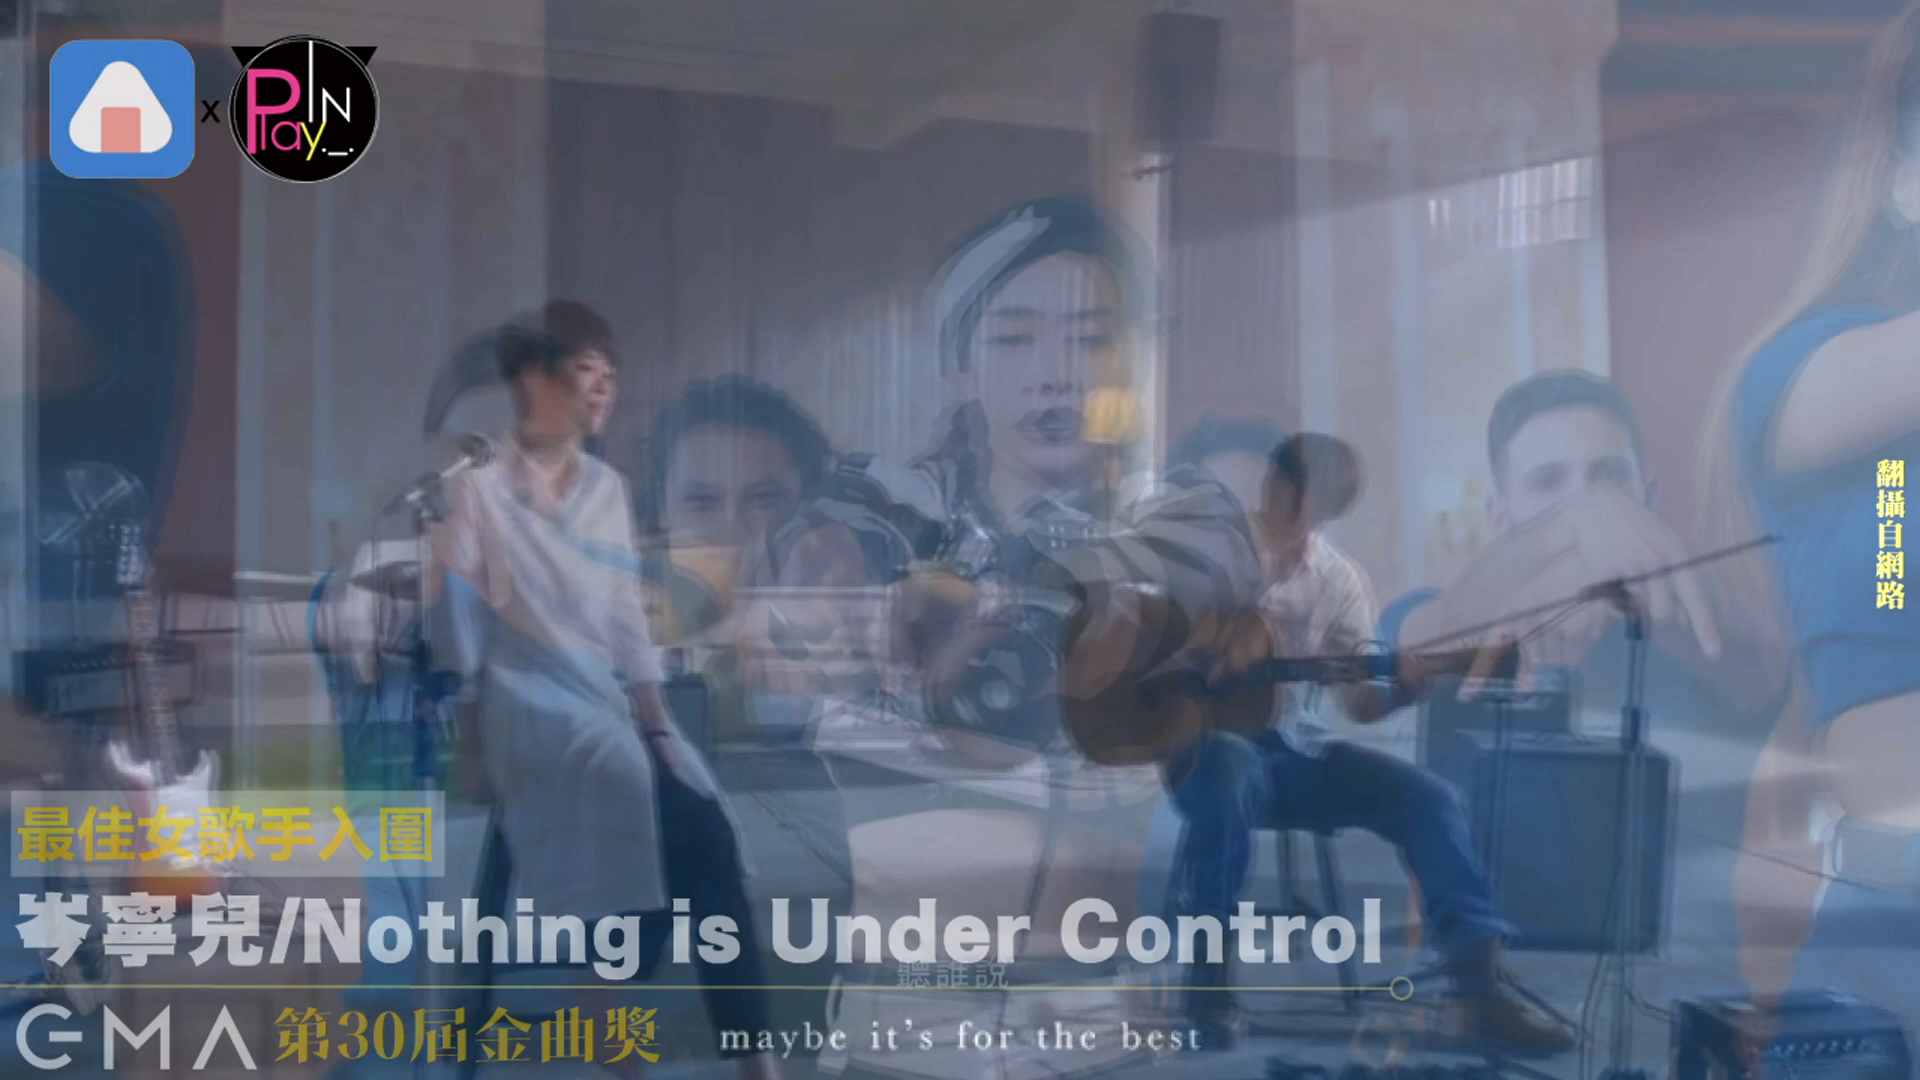 x
PIN
Play._.
翻攝自網路
最佳女歌手入圍
岑寧兒/Nothing is Under Control
聽誰說
GMA 第30屆金曲獎
maybe it's for the best